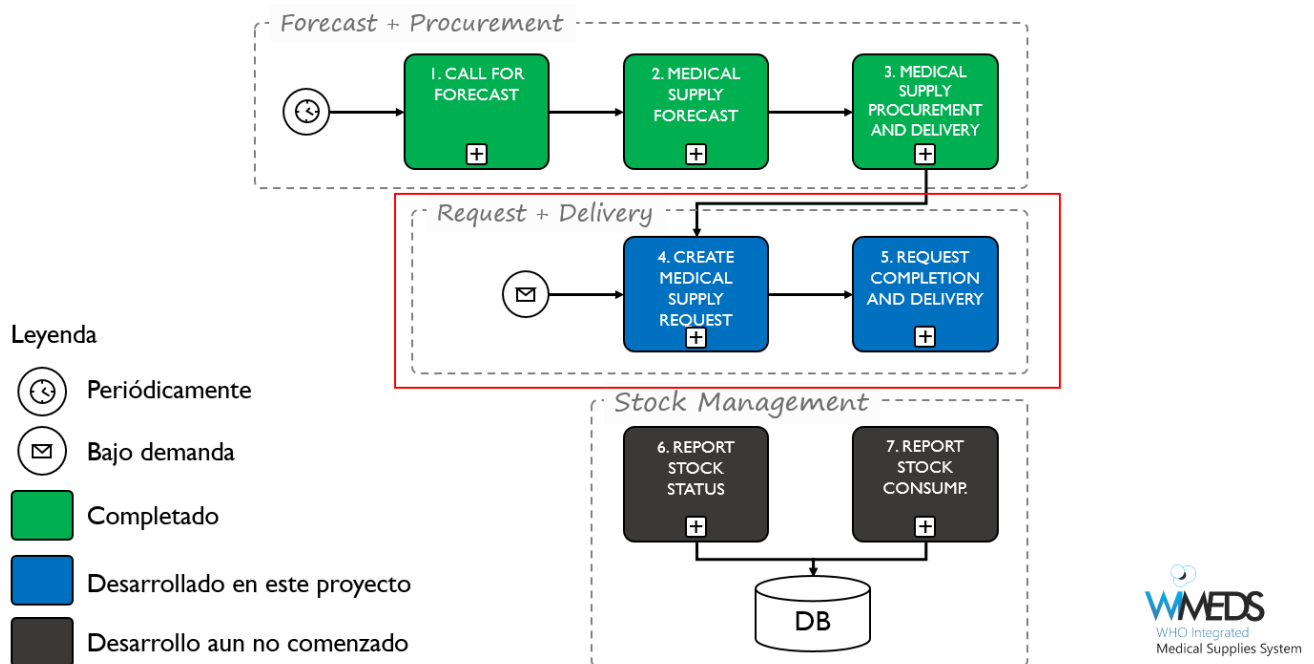 Forecast + Procurement
1. CALL FOR
FORECAST
2. MEDICAL
SUPPLY
FORECAST
3. MEDICAL
SUPPLY
PROCUREMENT
AND DELIVERY
Request + Delivery
4. CREATE
MEDICAL
SUPPLY
REQUEST
5. REQUEST
COMPLETION
AND DELIVERY
Leyenda
Periódicamente
Bajo demanda
Completado
Desarrollado en este proyecto
Desarrollo aun no comenzado
Stock Management
6. REPORT
STOCK
STATUS
7. REPORT
STOCK
CONSUMP.
DB
WMEDS
WHO Integrated
Medical Supplies System